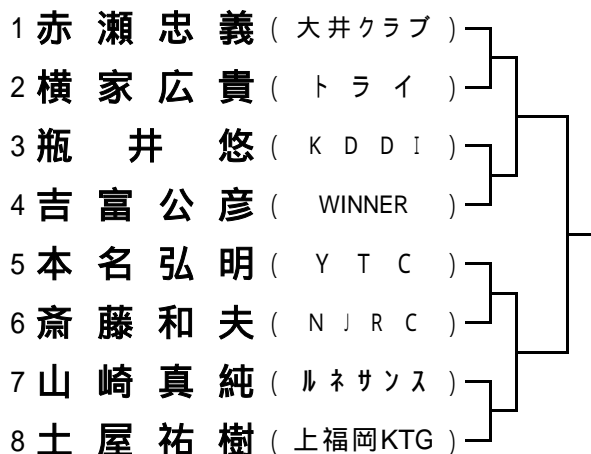 1 赤瀬忠義 ( 大井クラブ )
2 横家広貴 ( トライ )
3 瓶井悠 ( KDDI )
4 吉富公彦 ( WINNER )
5 本名弘明 ( YTC )
6 斎藤和夫 ( NJRC )
7 山崎真純 ( ルネサンス )
8 土屋祐樹 ( 上福岡KTG )